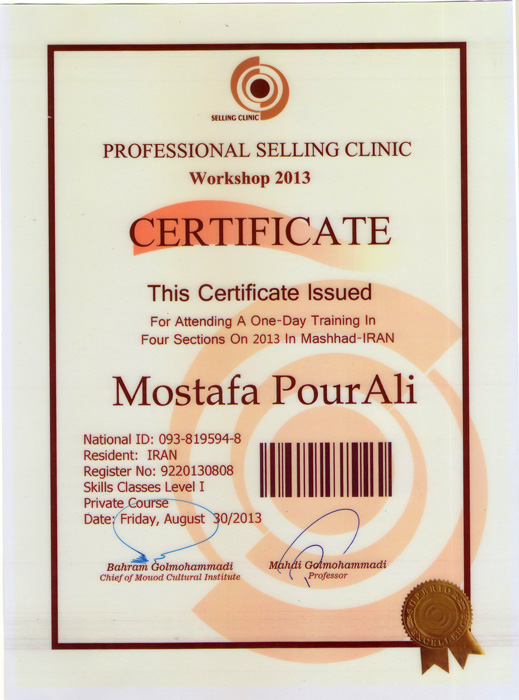 SELLING CLINIC
PROFESSIONAL SELLING CLINIC
Workshop 2013
CERTIFICATE
This Certificate Issued
For Attending A One-Day Training In
Four Sections On 2013 In Mashhad-IRAN
Mostafa PourAli
National ID: 093-819594-8
Resident: IRAN
Register No: 9220130808
Skills Classes Level I
Private Course
Date: Friday, August 30/2013
Bahram Golmohammadi
Chief of Mouod Cultural Institute
Mahdi Golmohammadi
Professor